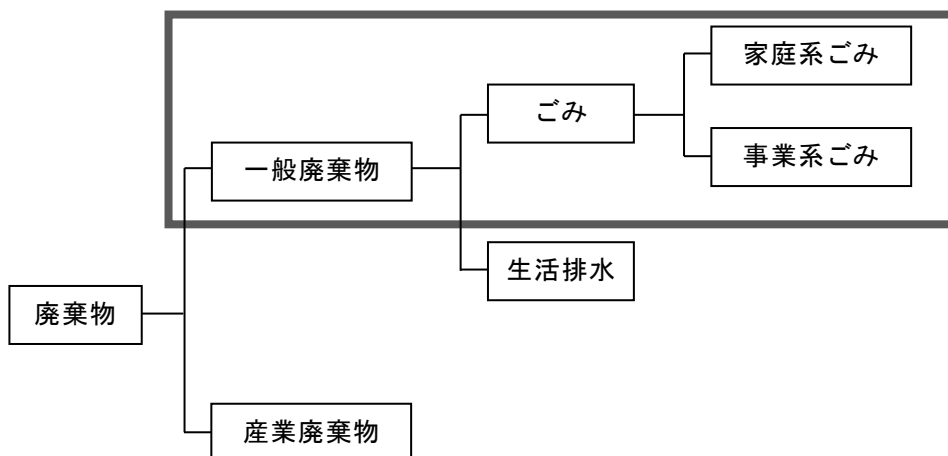 家庭系ごみ
ごみ
事業系ごみ
一般廃棄物
生活排水
廃棄物
産業廃棄物